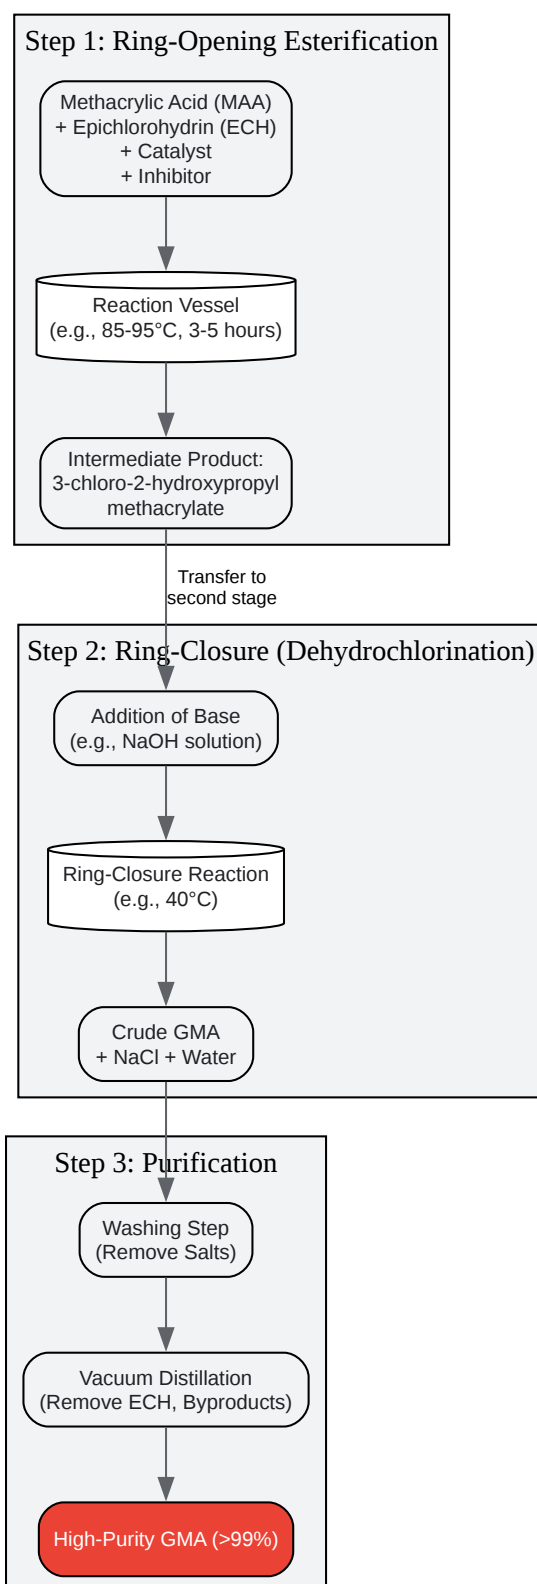 Step 1: Ring-Opening Esterification
Methacrylic Acid (MAA)
+ Epichlorohydrin (ECH)
+ Catalyst
+ Inhibitor
Reaction Vessel
(e.g., 85-95°C, 3-5 hours)
Intermediate Product:
3-chloro-2-hydroxypropyl
methacrylate
Transfer to
second stage
Step 2: Ring-Closure (Dehydrochlorination)
Addition of Base
(e.g., NaOH solution)
Ring-Closure Reaction
(e.g., 40°C)
Crude GMA
+ NaCl + Water
Step 3: Purification
Washing Step
(Remove Salts)
Vacuum Distillation
(Remove ECH, Byproducts)
High-Purity GMA (>99%)